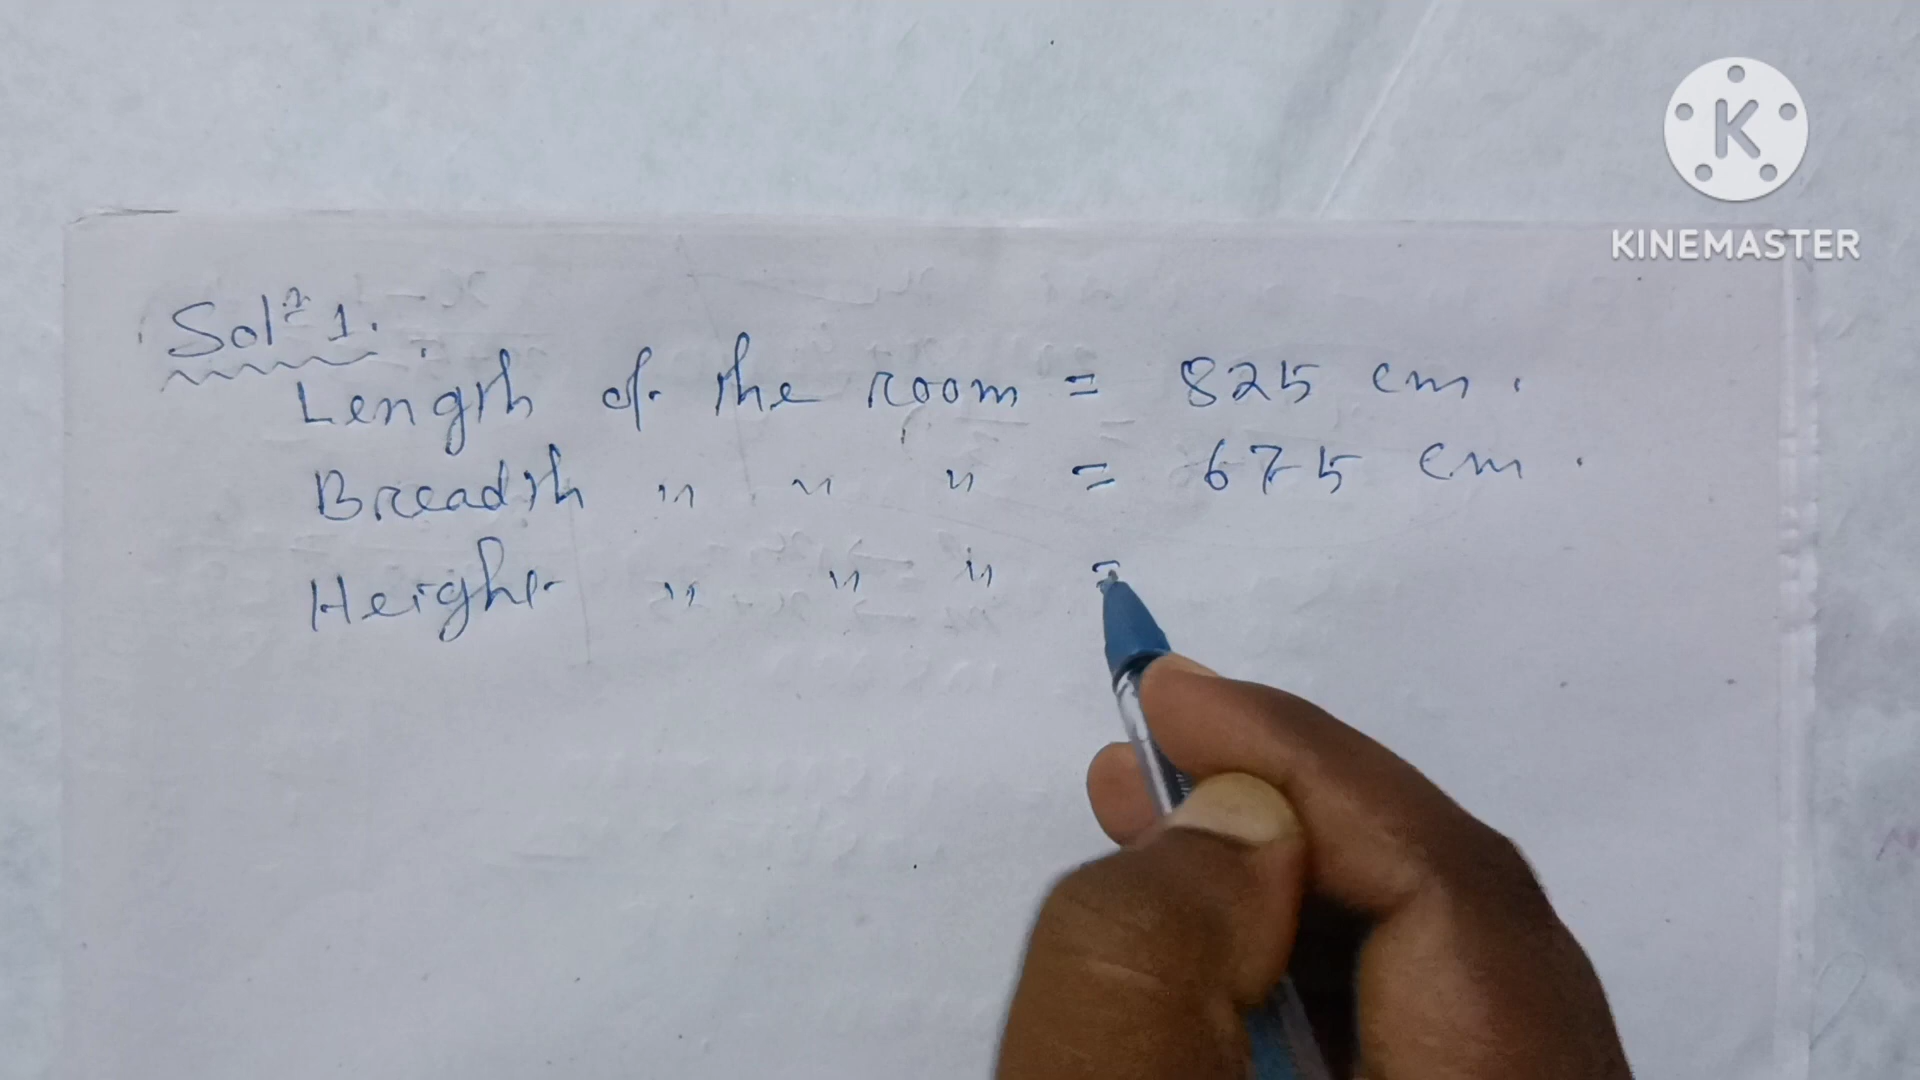 K
KINEMASTER
Solⁿ 1.
Length of the room = 825 cm.
Breadth " " " = 675 cm.
Height " " " =